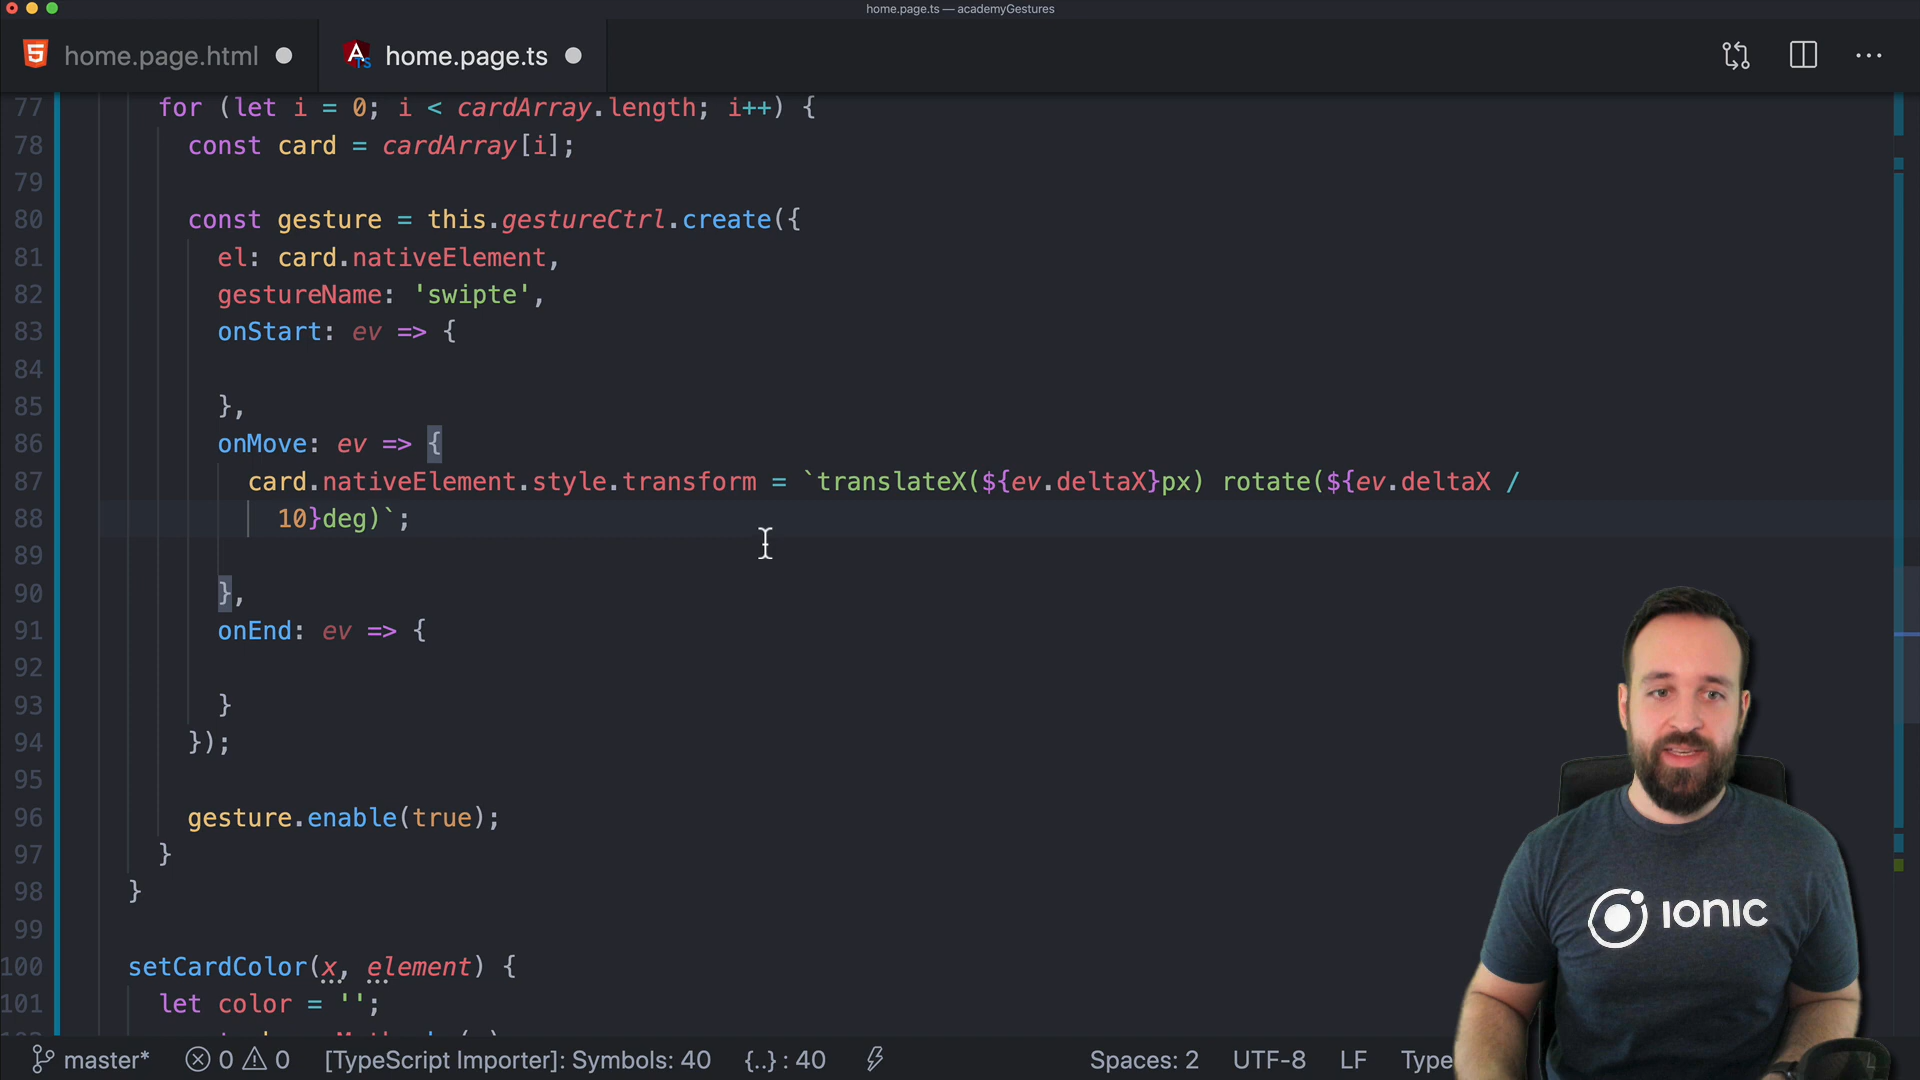 home.page.ts — academyGestures
home.page.html
home.page.ts
77 for (let i = 0; i < cardArray.length; i++) {
78 const card = cardArray[i];
79
80 const gesture = this.gestureCtrl.create({
81 el: card.nativeElement,
82 gestureName: 'swipte',
83 onStart: ev => {
84
85 },
86 onMove: ev => {
87 card.nativeElement.style.transform = `translateX(${ev.deltaX}px) rotate(${ev.deltaX /
88 10}deg)`;
89
90 },
91 onEnd: ev => {
92
93 }
94 });
95
96 gesture.enable(true);
97 }
98 }
99
100 setCardColor(x, element) {
101 let color = '';
IONIC
master* 0 0 [TypeScript Importer]: Symbols: 40 {..} : 40 Spaces: 2 UTF-8 LF Type